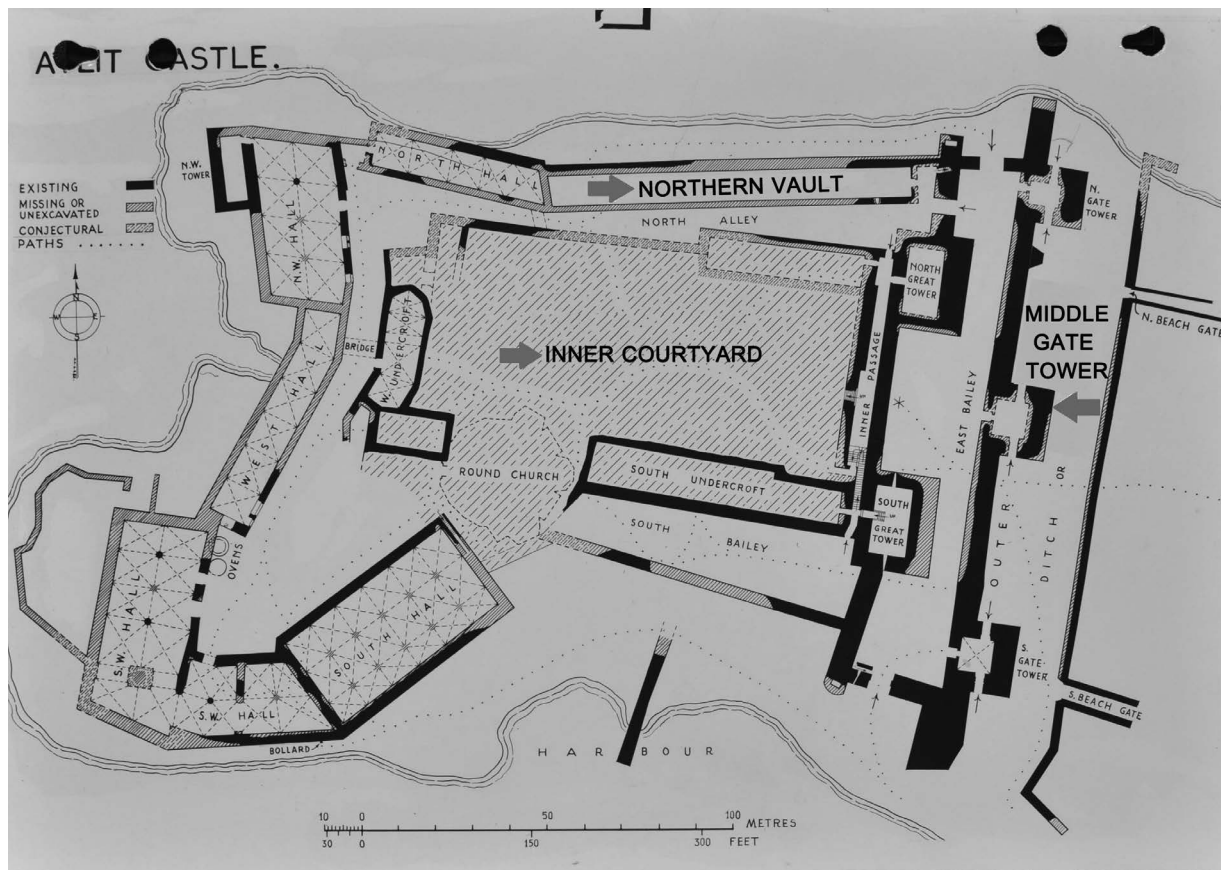 CASTLE.
EXISTING
MISSING OR
UNEXCAVATED
CONJECTURAL
PATHS
N.W.
TOWER
N.W. HALL
NORTH HALL
NORTHERN VAULT
NORTH ALLEY
N.
GATE
TOWER
NORTH
GREAT
TOWER
N. BEACH GATE
MIDDLE
GATE
TOWER
N
W E
S
BRIDGE
W. UNDERCROFT
INNER COURTYARD
INNER PASSAGE
EAST BAILEY
WEST HALL
ROUND CHURCH
SOUTH UNDERCROFT
SOUTH BAILEY
SOUTH
GREAT
TOWER
OUTER
DITCH OR
OVENS
S.W. HALL
SOUTH HALL
S.W. HALL
S.
GATE-
TOWER
S. BEACH GATE
BOLLARD
HARBOUR
10 0 50 100
METRES
30 0 150 300
FEET